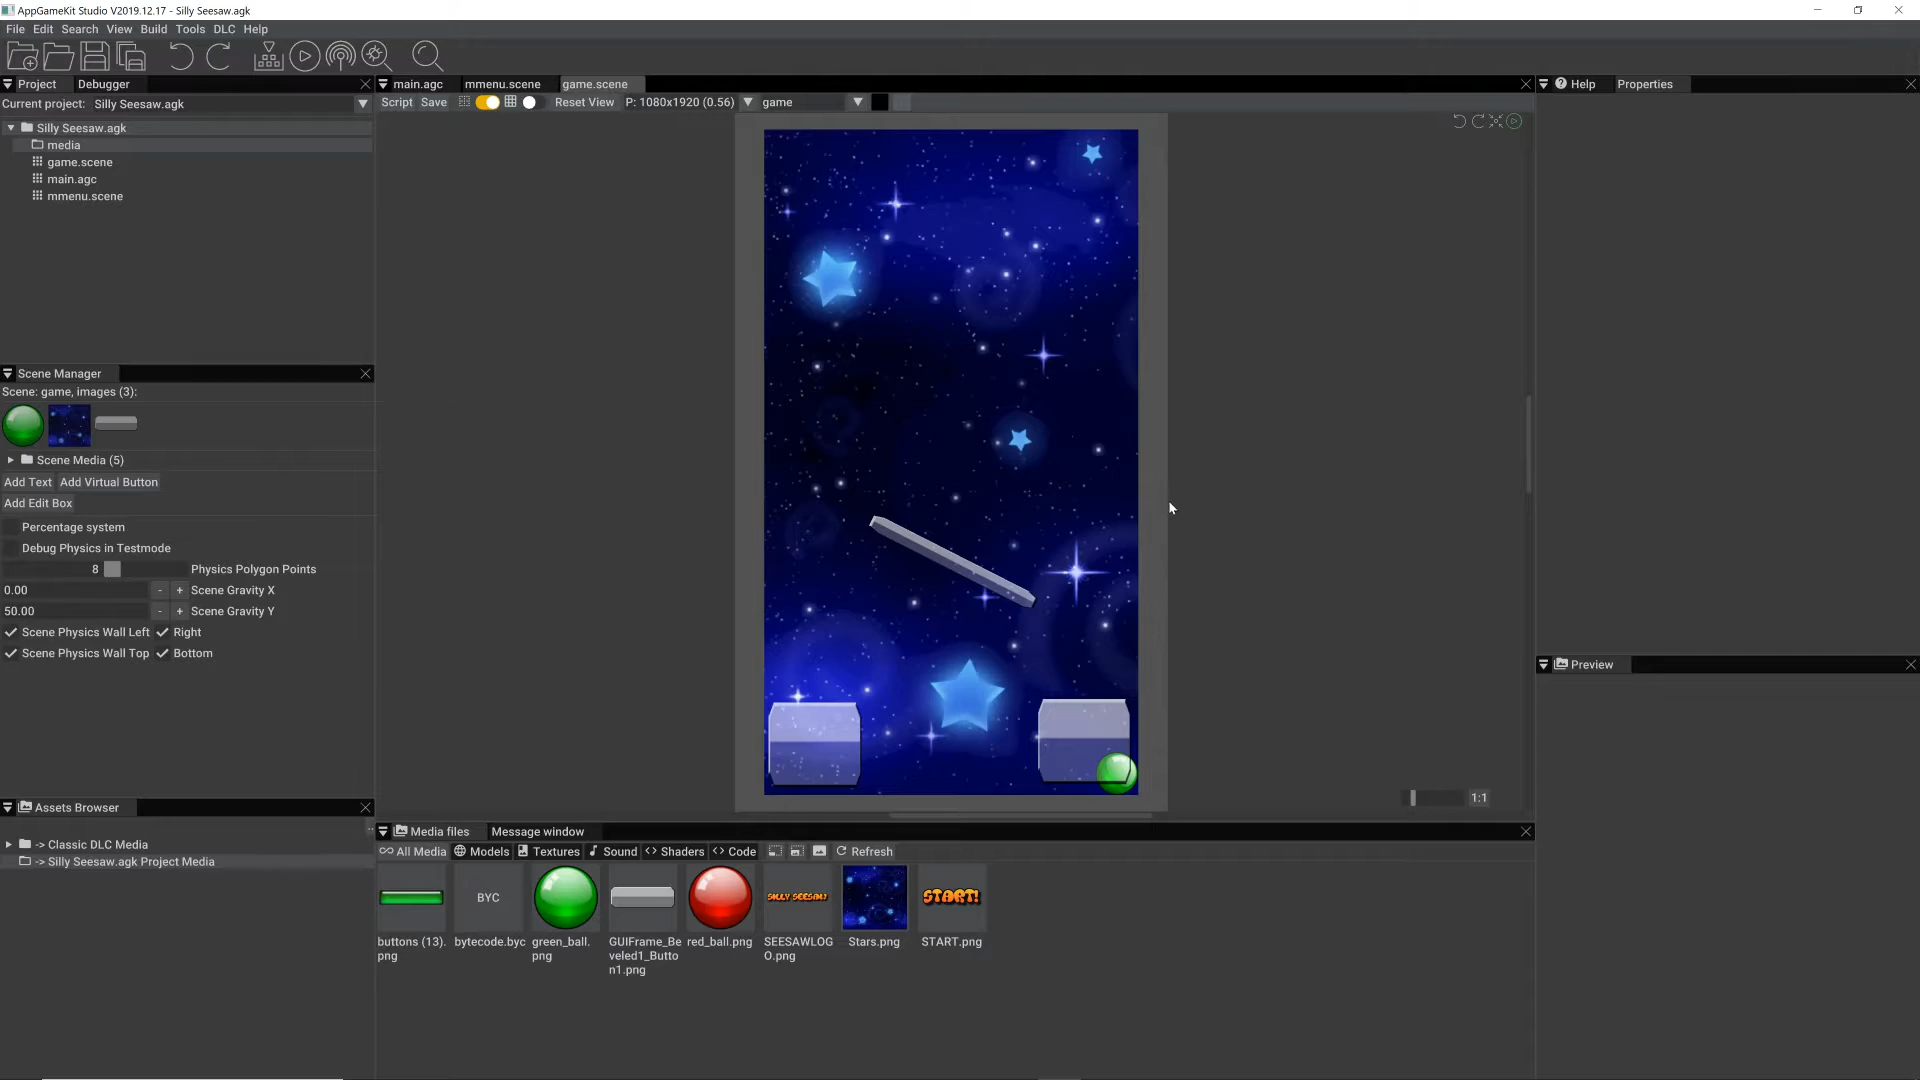 AppGameKit Studio V2019.12.17 - Silly Seesaw.agk
File Edit Search View Build Tools DLC Help
Project Debugger
Current project: Silly Seesaw.agk
Silly Seesaw.agk
media
game.scene
main.agc
mmenu.scene
Scene Manager
Scene: game, images (3):
Scene Media (5)
Add Text Add Virtual Button
Add Edit Box
Percentage system
Debug Physics in Testmode
8 Physics Polygon Points
0.00 - + Scene Gravity X
50.00 - + Scene Gravity Y
Scene Physics Wall Left Right
Scene Physics Wall Top Bottom
Assets Browser
-> Classic DLC Media
-> Silly Seesaw.agk Project Media
main.agc mmenu.scene game.scene
Script Save Reset View P: 1080x1920 (0.56) game
1:1
Media files Message window
All Media Models Textures Sound Shaders Code Refresh
BYC SILLY SEESAW! START!
buttons (13).
png
bytecode.byc
green_ball.
png
GUIFrame_Be
veled1_Butto
n1.png
red_ball.png
SEESAWLOG
O.png
Stars.png
START.png
Help Properties
Preview